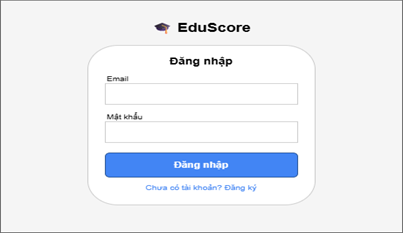 EduScore
Đăng nhập
Email
Mật khẩu
Đăng nhập
Chưa có tài khoản? Đăng ký